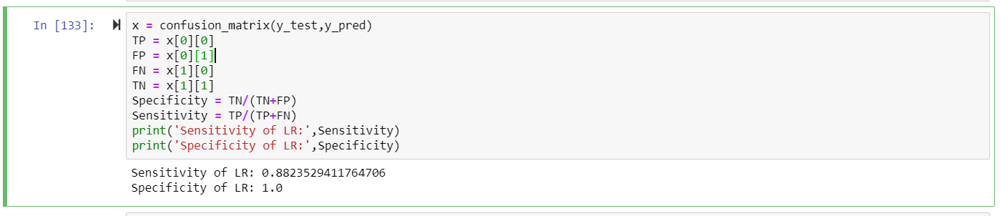 In [133]:
x = confusion_matrix(y_test,y_pred)
TP = x[0][0]
FP = x[0][1]
FN = x[1][0]
TN = x[1][1]
Specificity = TN/(TN+FP)
Sensitivity = TP/(TP+FN)
print('Sensitivity of LR:',Sensitivity)
print('Specificity of LR:',Specificity)
Sensitivity of LR: 0.8823529411764706
Specificity of LR: 1.0